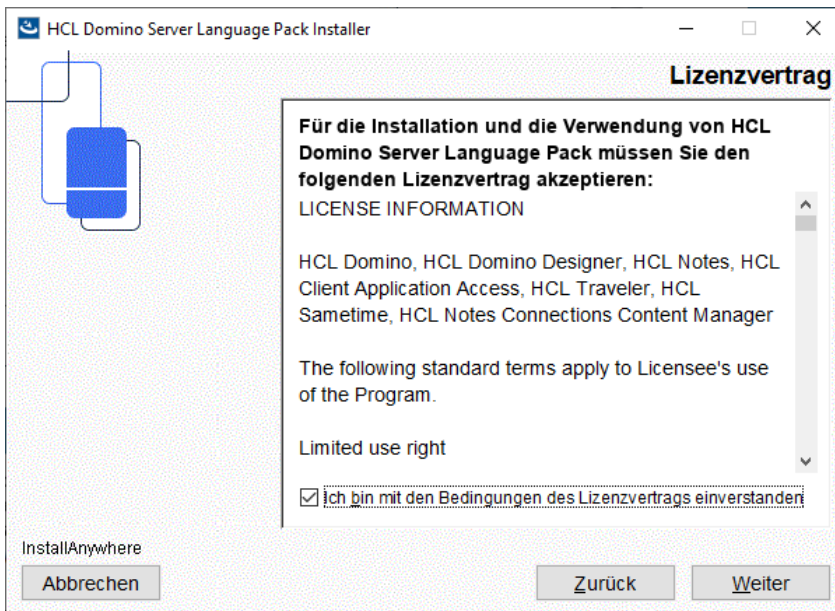 HCL Domino Server Language Pack Installer
Lizenzvertrag
Für die Installation und die Verwendung von HCL
Domino Server Language Pack müssen Sie den
folgenden Lizenzvertrag akzeptieren:
LICENSE INFORMATION
HCL Domino, HCL Domino Designer, HCL Notes, HCL
Client Application Access, HCL Traveler, HCL
Sametime, HCL Notes Connections Content Manager
The following standard terms apply to Licensee's use
of the Program.
Limited use right
Ich bin mit den Bedingungen des Lizenzvertrags einverstanden
InstallAnywhere
Abbrechen
Zurück
Weiter